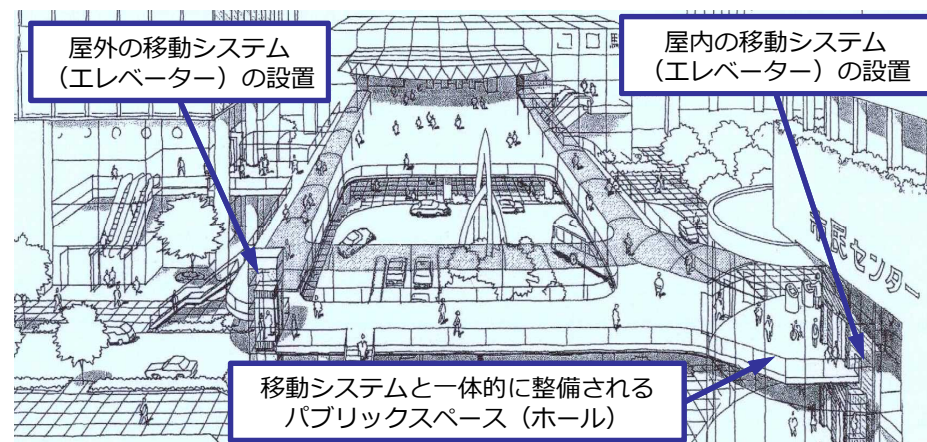 屋外の移動システム
（エレベーター）の設置
屋内の移動システム
（エレベーター）の設置
市民センター
移動システムと一体的に整備される
パブリックスペース（ホール）